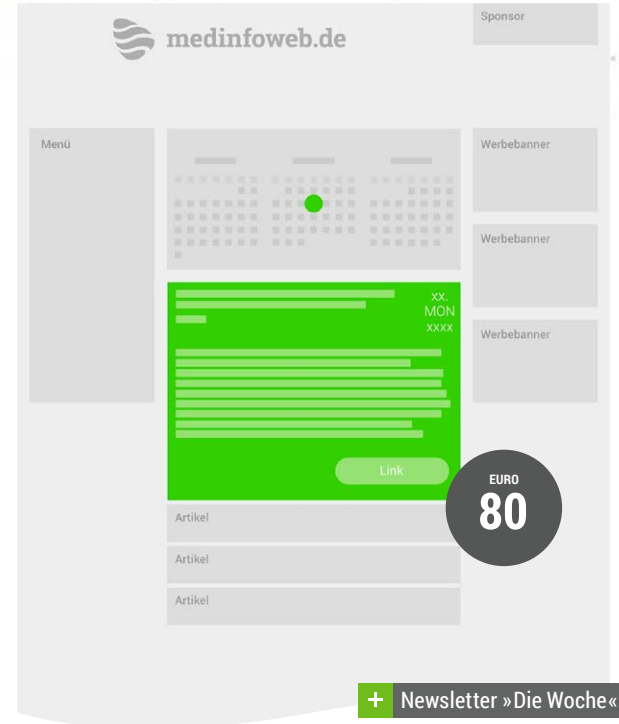 Sponsor
medinfoweb.de
Menü
Werbebanner
Werbebanner
xx.
MON
xxxx
Werbebanner
Link
EURO
80
Artikel
Artikel
Artikel
+ Newsletter »Die Woche«